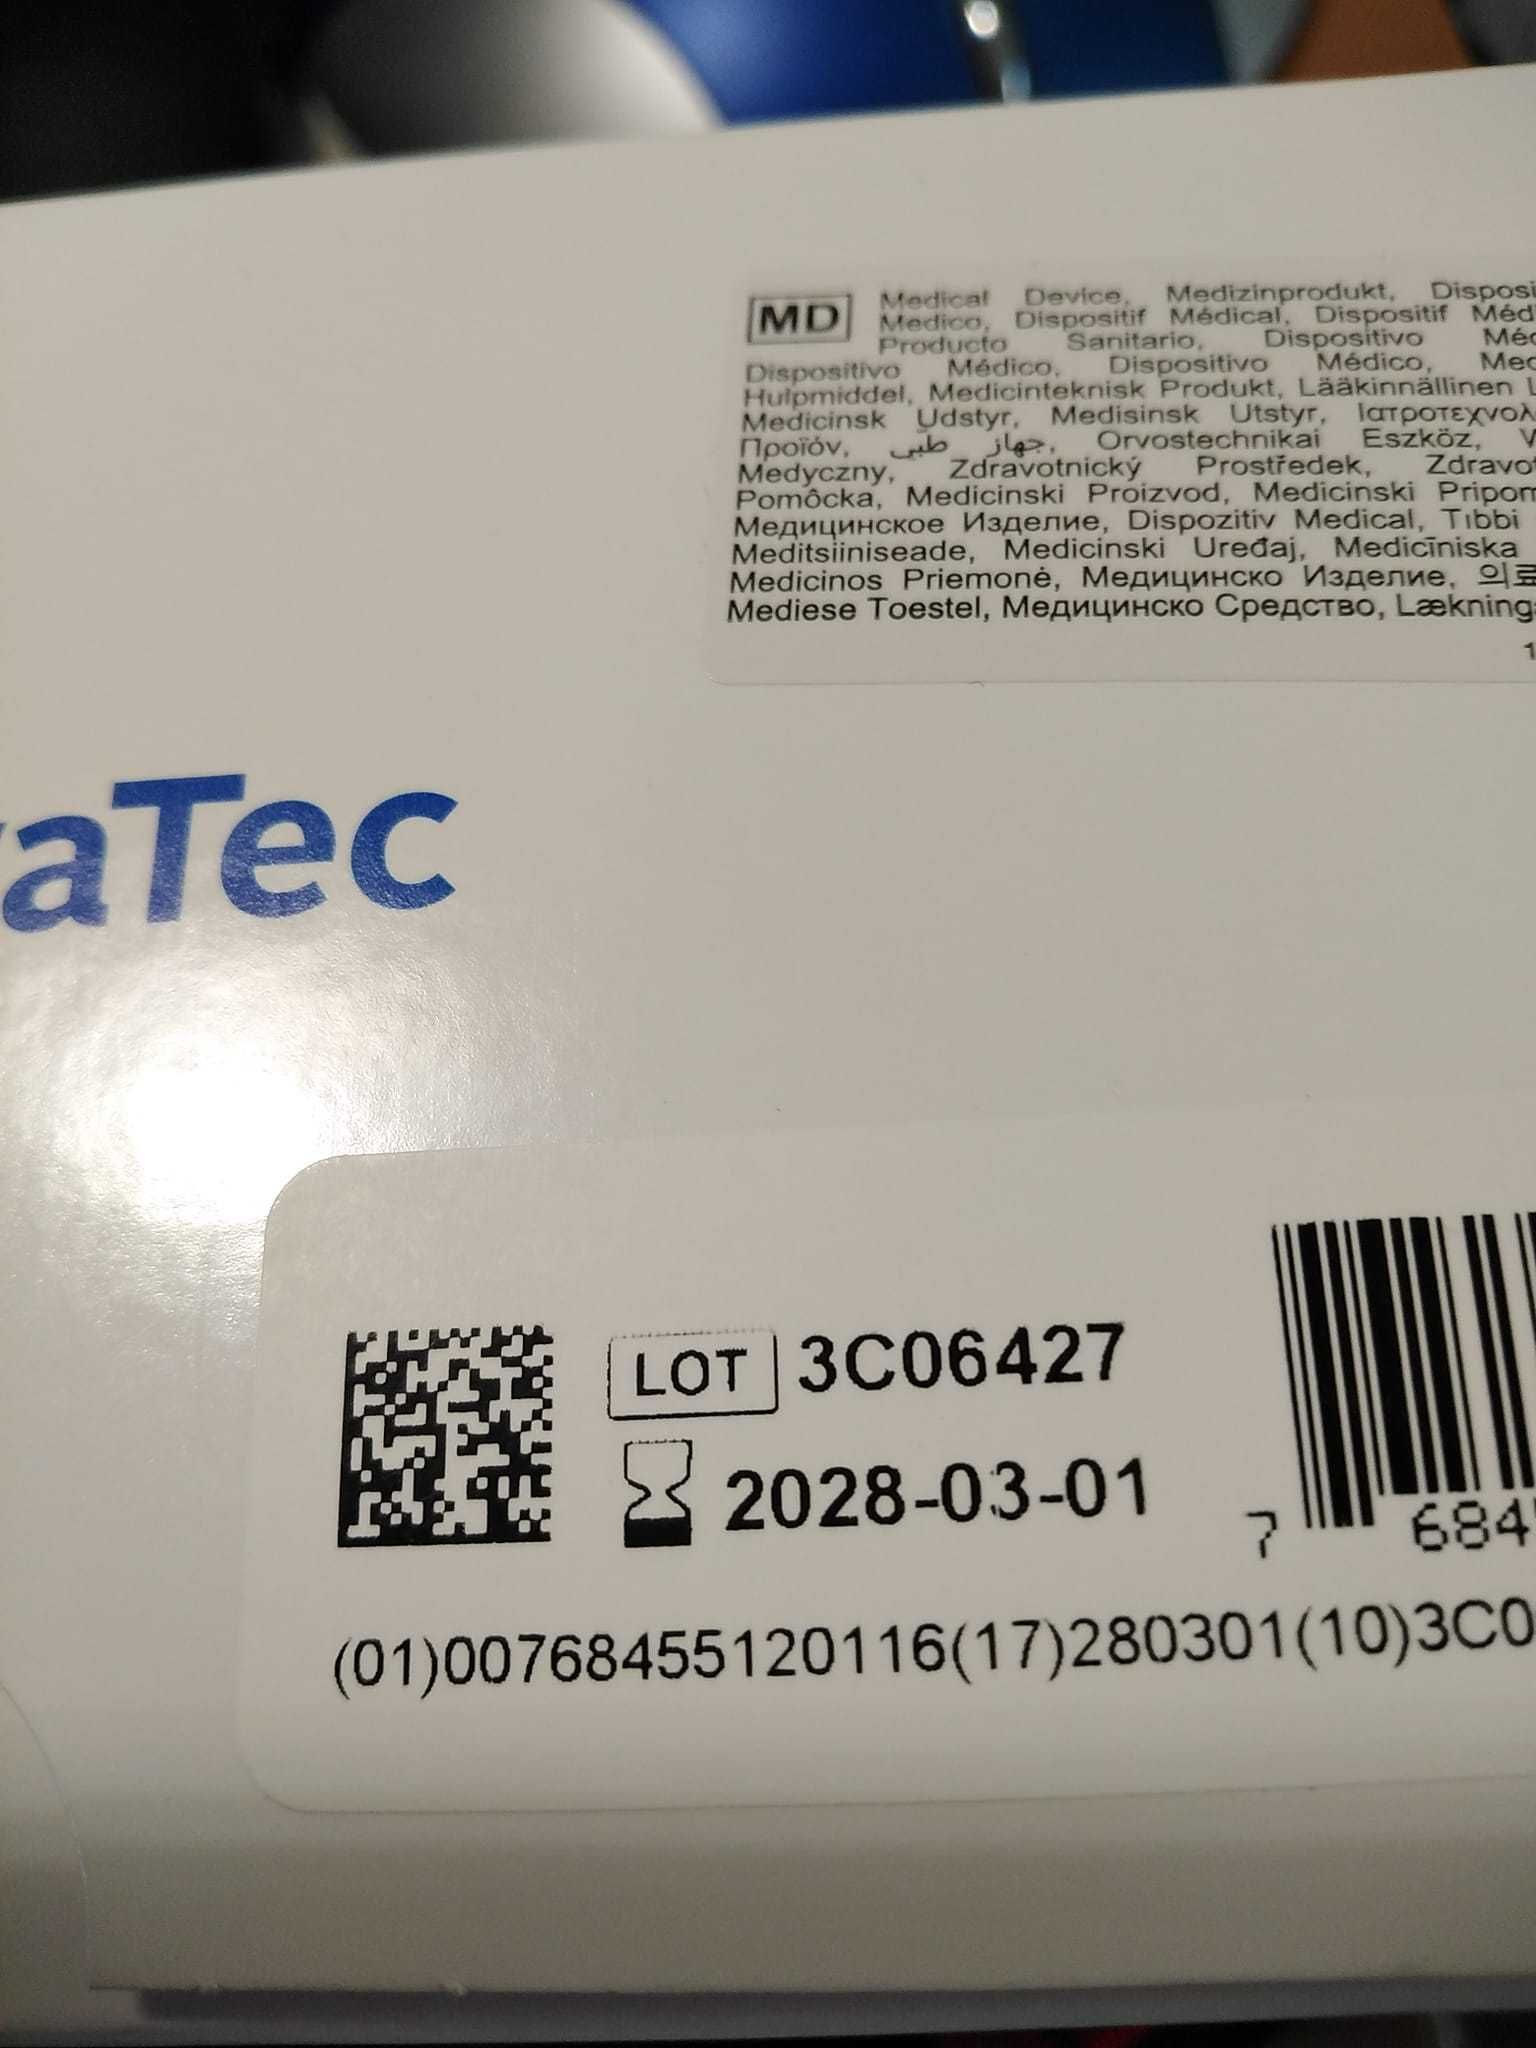 MD Medical Device, Medizinprodukt,
Medico, Dispositif Médical, Dispositif
Producto Sanitario, Dispositivo
Dispositivo Médico, Dispositivo Médico,
Hulpmiddel, Medicinteknisk Produkt, Lääkinnällinen
Medicinsk Udstyr, Medisinsk Utstyr,
Προϊόν, جهاز طبي, Orvostechnikai Eszköz,
Medyczny, Zdravotnický Prostředek,
Pomôcka, Medicinski Proizvod, Medicinski
Медицинское Изделие, Dispozitiv Medical, Tıbbi
Meditsiiniseade, Medicinski Uređaj, Medicīniska
Medicinos Priemonė, Медицинско Изделие,
Mediese Toestel, Медицинско Средство,
aTec
LOT 3C06427
2028-03-01
7 684
(01)00768455120116(17)280301(10)3C0